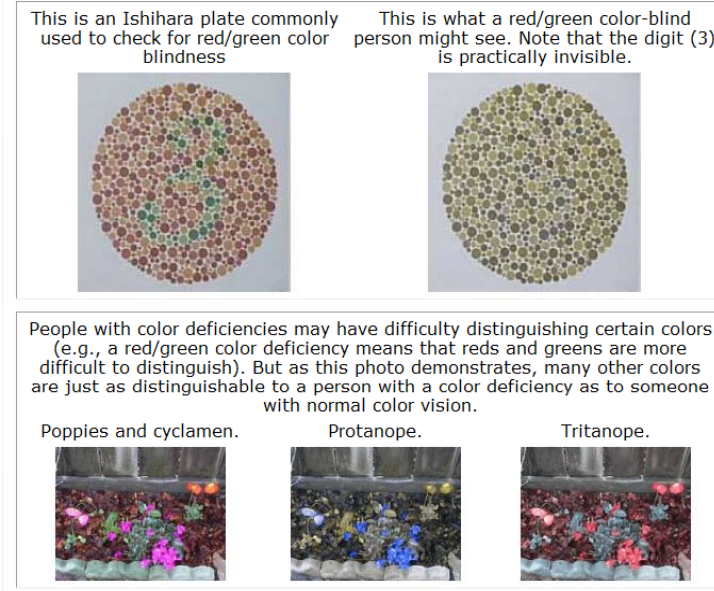 This is an Ishihara plate commonly
used to check for red/green color
blindness
This is what a red/green color-blind
person might see. Note that the digit (3)
is practically invisible.
3
People with color deficiencies may have difficulty distinguishing certain colors
(e.g., a red/green color deficiency means that reds and greens are more
difficult to distinguish). But as this photo demonstrates, many other colors
are just as distinguishable to a person with a color deficiency as to someone
with normal color vision.
Poppies and cyclamen.
Protanope.
Tritanope.